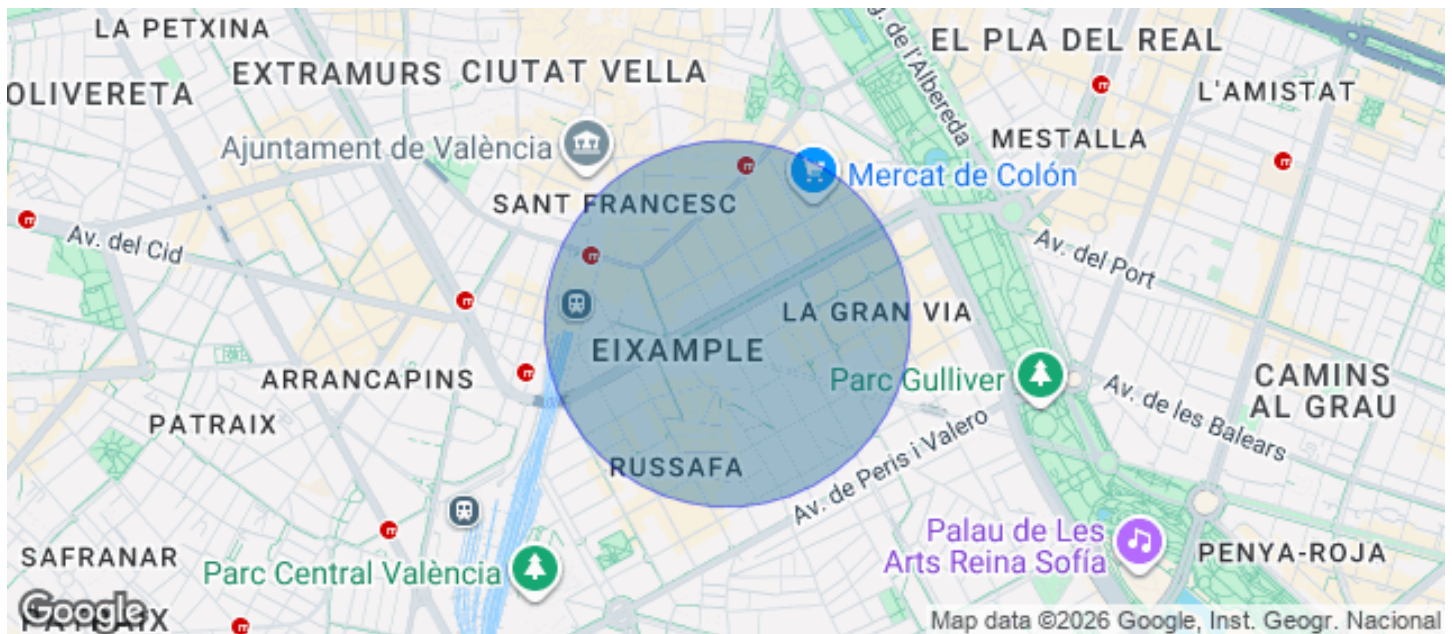 LA PETXINA
EL PLA DEL REAL
EXTRAMURS
CIUTAT VELLA
OLIVERETA
g. de l'Albereda
L'AMISTAT
MESTALLA
Ajuntament de València
Mercat de Colón
SANT FRANCESC
Av. del Cid
Av. del Port
LA GRAN VIA
EIXAMPLE
ARRANCAPINS
Parc Gulliver
CAMINS
AL GRAU
Av. de les Balears
PATRAIX
RUSSAFA
Av. de Peris i Valero
Palau de Les
Arts Reina Sofía
PENYA-ROJA
SAFRANAR
Parc Central València
Google
PATRAIX
Map data ©2026 Google, Inst. Geogr. Nacional